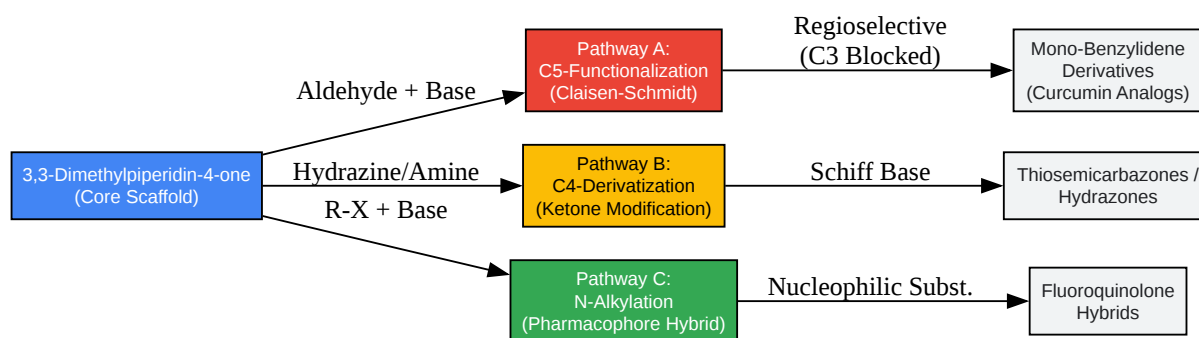 Aldehyde + Base
Pathway A:
C5-Functionalization
(Claisen-Schmidt)
Regioselective
(C3 Blocked)
Mono-Benzylidene
Derivatives
(Curcumin Analogs)
3,3-Dimethylpiperidin-4-one
(Core Scaffold)
Hydrazine/Amine
Pathway B:
C4-Derivatization
(Ketone Modification)
Schiff Base
Thiosemicarbazones /
Hydrazones
R-X + Base
Pathway C:
N-Alkylation
(Pharmacophore Hybrid)
Nucleophilic Subst.
Fluoroquinolone
Hybrids